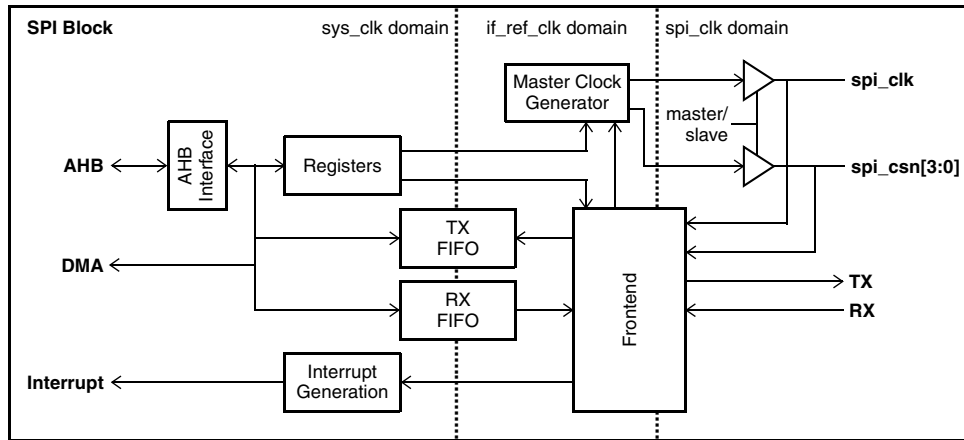 SPI Block
sys_clk domain
if_ref_clk domain
spi_clk domain
Master Clock
Generator
spi_clk
master/
slave
AHB
AHB
Interface
Registers
spi_csn[3:0]
TX
FIFO
DMA
TX
RX
FIFO
RX
Frontend
Interrupt
Interrupt
Generation